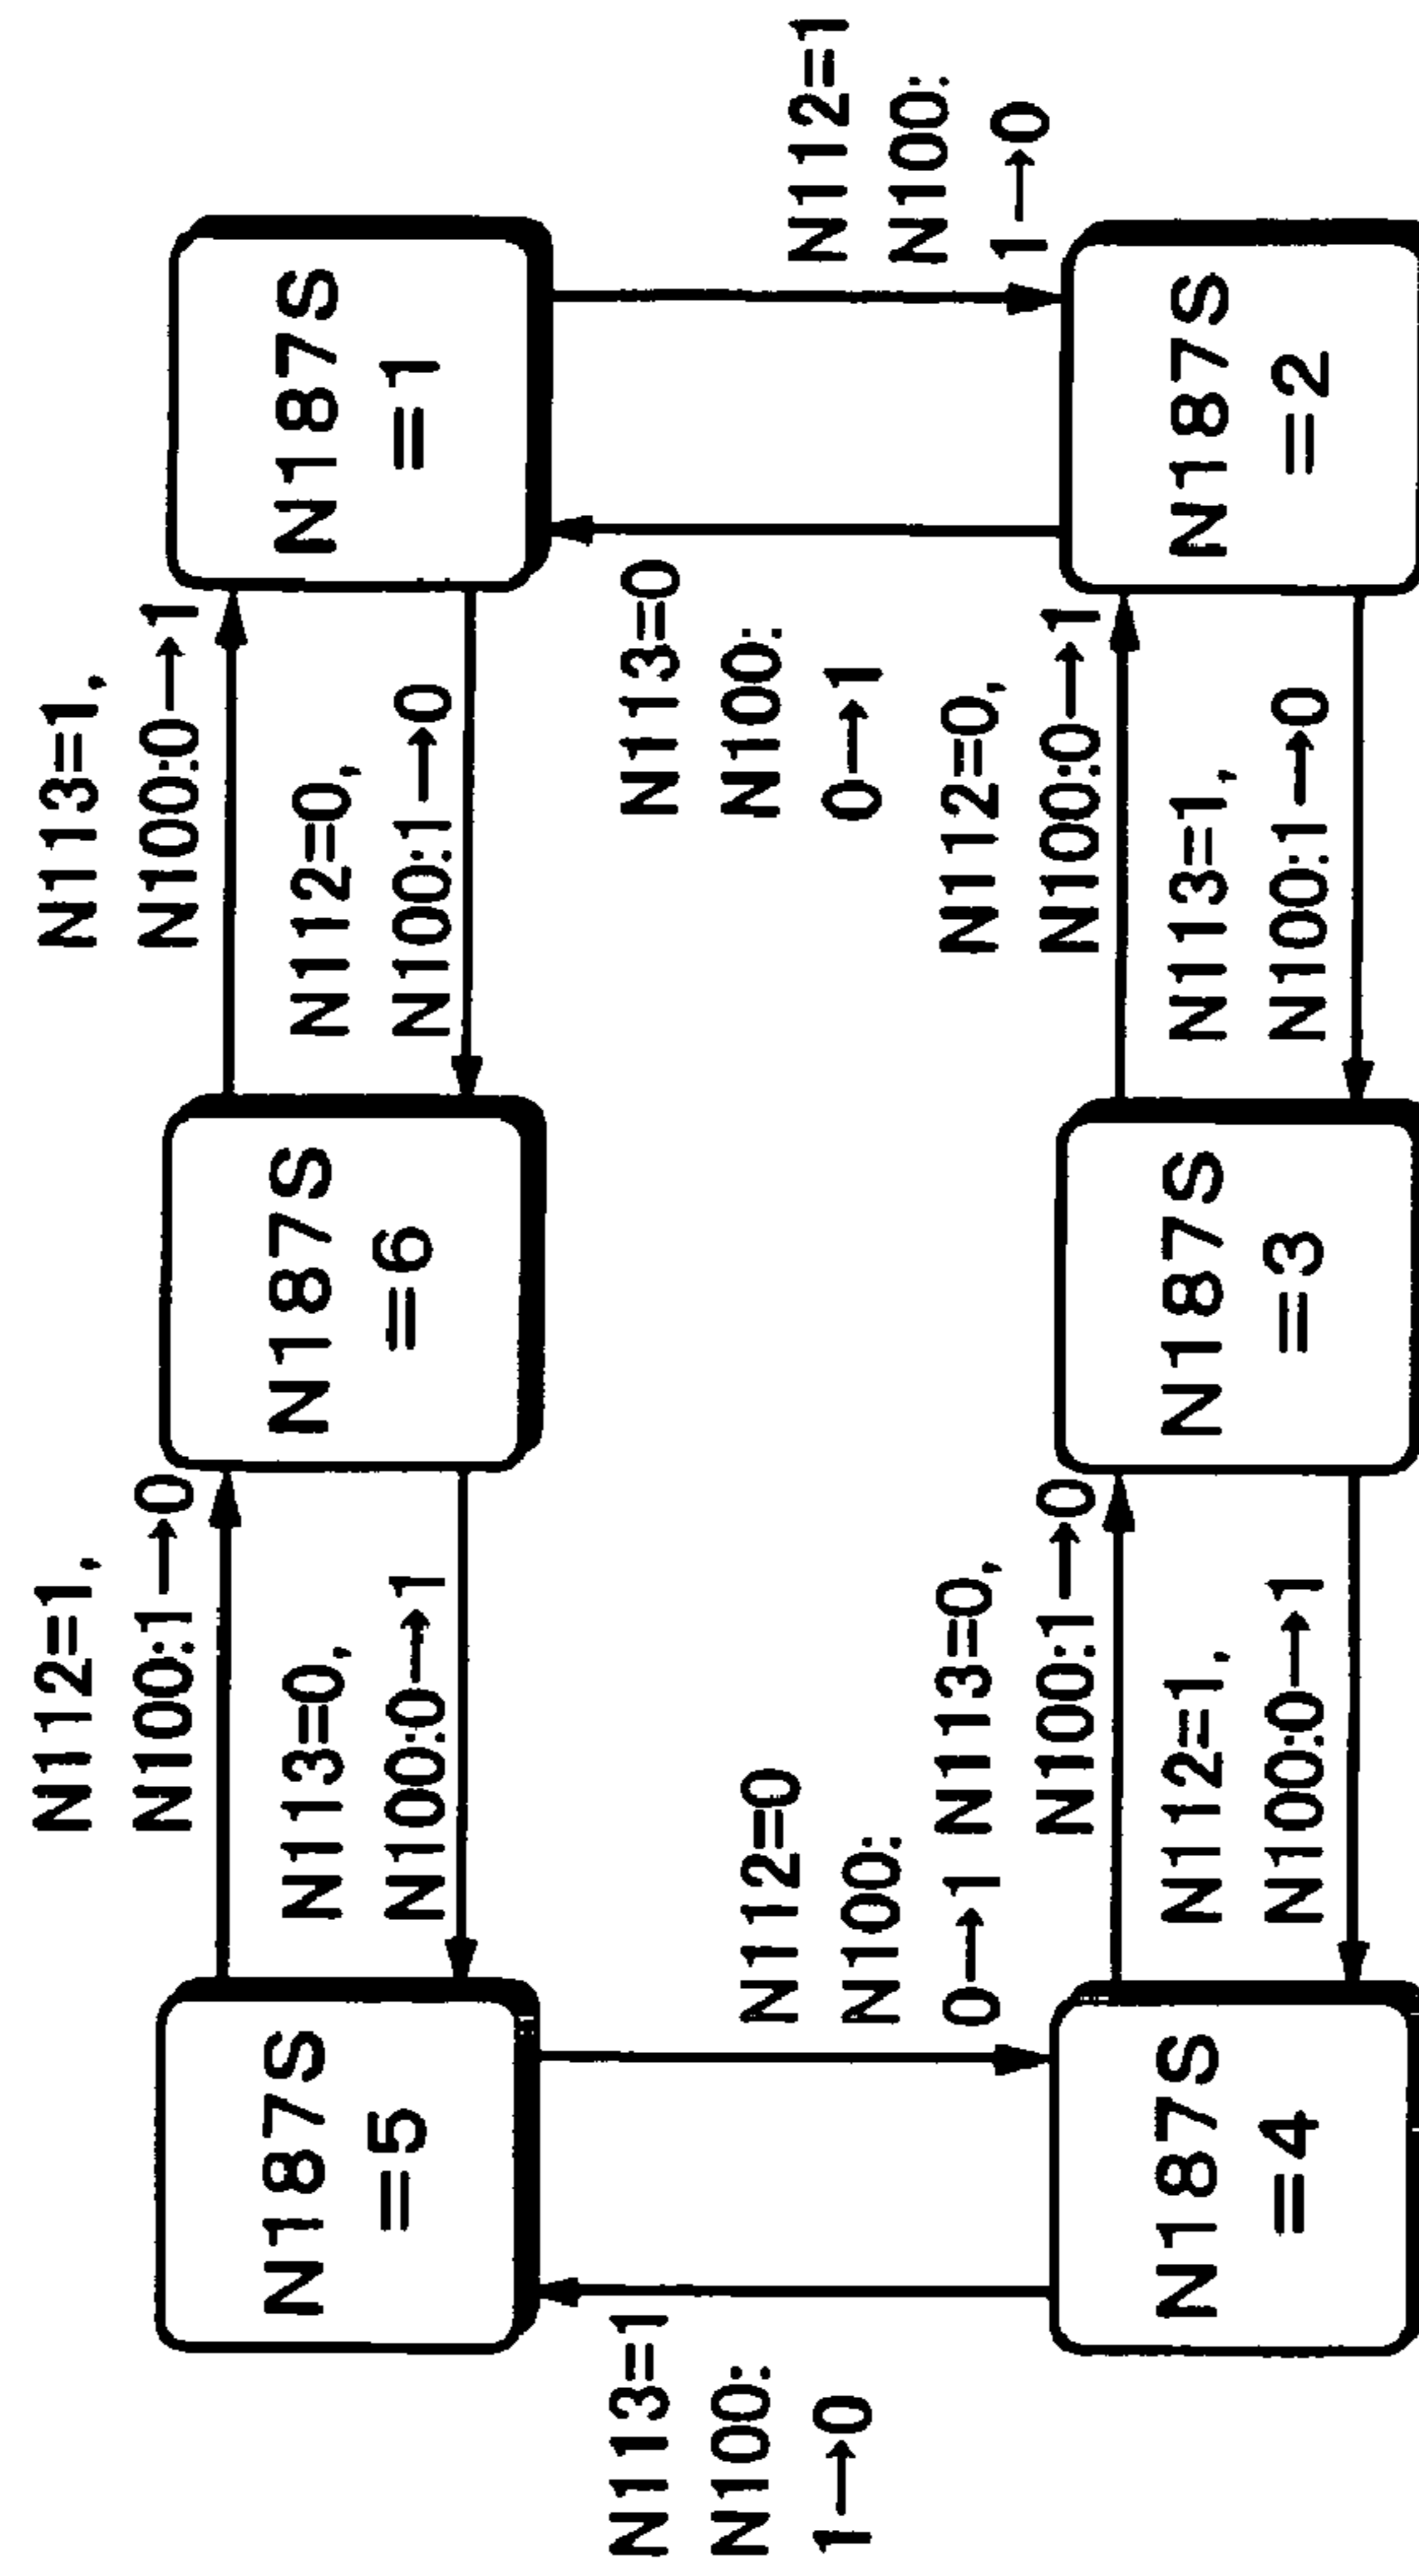 N112=1,
N100:1→0
N113=1,
N100:0→1
N187S
=5
N113=0,
N100:0→1
N187S
=6
N112=0,
N100:1→0
N187S
=1
N113=1
N100:
1→0
N112=0
N100:
0→1
N113=0
N100:
0→1
N112=1
N100:
1→0
N113=0,
N100:1→0
N112=0,
N100:0→1
N187S
=4
N112=1,
N100:0→1
N187S
=3
N113=1,
N100:1→0
N187S
=2